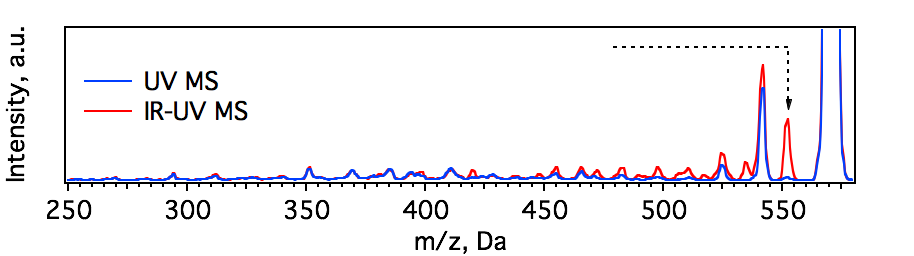 Intensity, a.u.
UV MS
IR-UV MS
250 300 350 400 450 500 550
m/z, Da